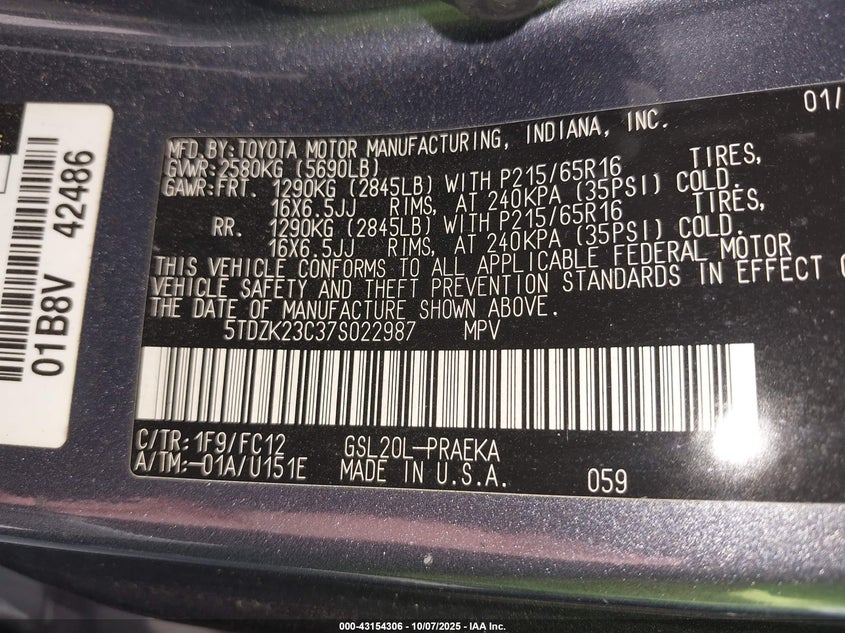 01B8V 42486
01/
MFD.BY:TOYOTA MOTOR MANUFACTURING, INDIANA, INC.
GVWR:2580KG (5690LB)
GAWR:FRT. 1290KG (2845LB) WITH P215/65R16 TIRES,
16X6.5JJ RIMS, AT 240KPA (35PSI) COLD.
RR. 1290KG (2845LB) WITH P215/65R16 TIRES,
16X6.5JJ RIMS, AT 240KPA (35PSI) COLD.
THIS VEHICLE CONFORMS TO ALL APPLICABLE FEDERAL MOTOR
VEHICLE SAFETY AND THEFT PREVENTION STANDARDS IN EFFECT
THE DATE OF MANUFACTURE SHOWN ABOVE.
5TDZK23C37S022987 MPV
C/TR:1F9/FC12 GSL20L-PRAEKA
A/TM:-01A/U151E MADE IN U.S.A. 059
000-43154306 - 10/07/2025 - IAA Inc.